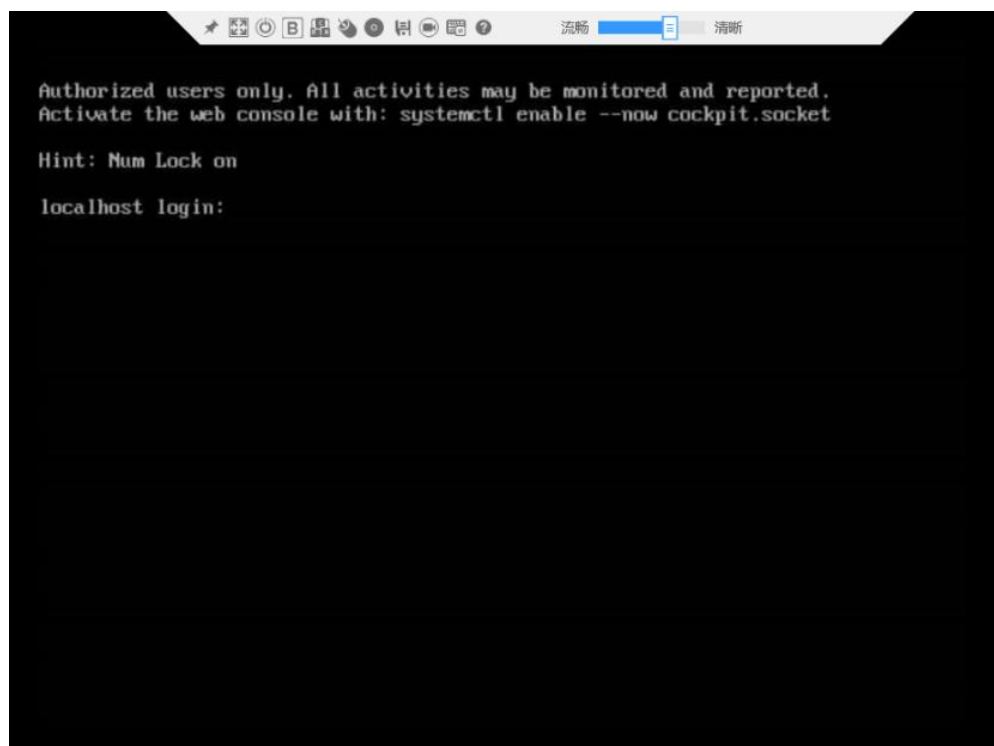 B
流畅 清晰
Authorized users only. All activities may be monitored and reported.
Activate the web console with: systemctl enable --now cockpit.socket
Hint: Num Lock on
localhost login: